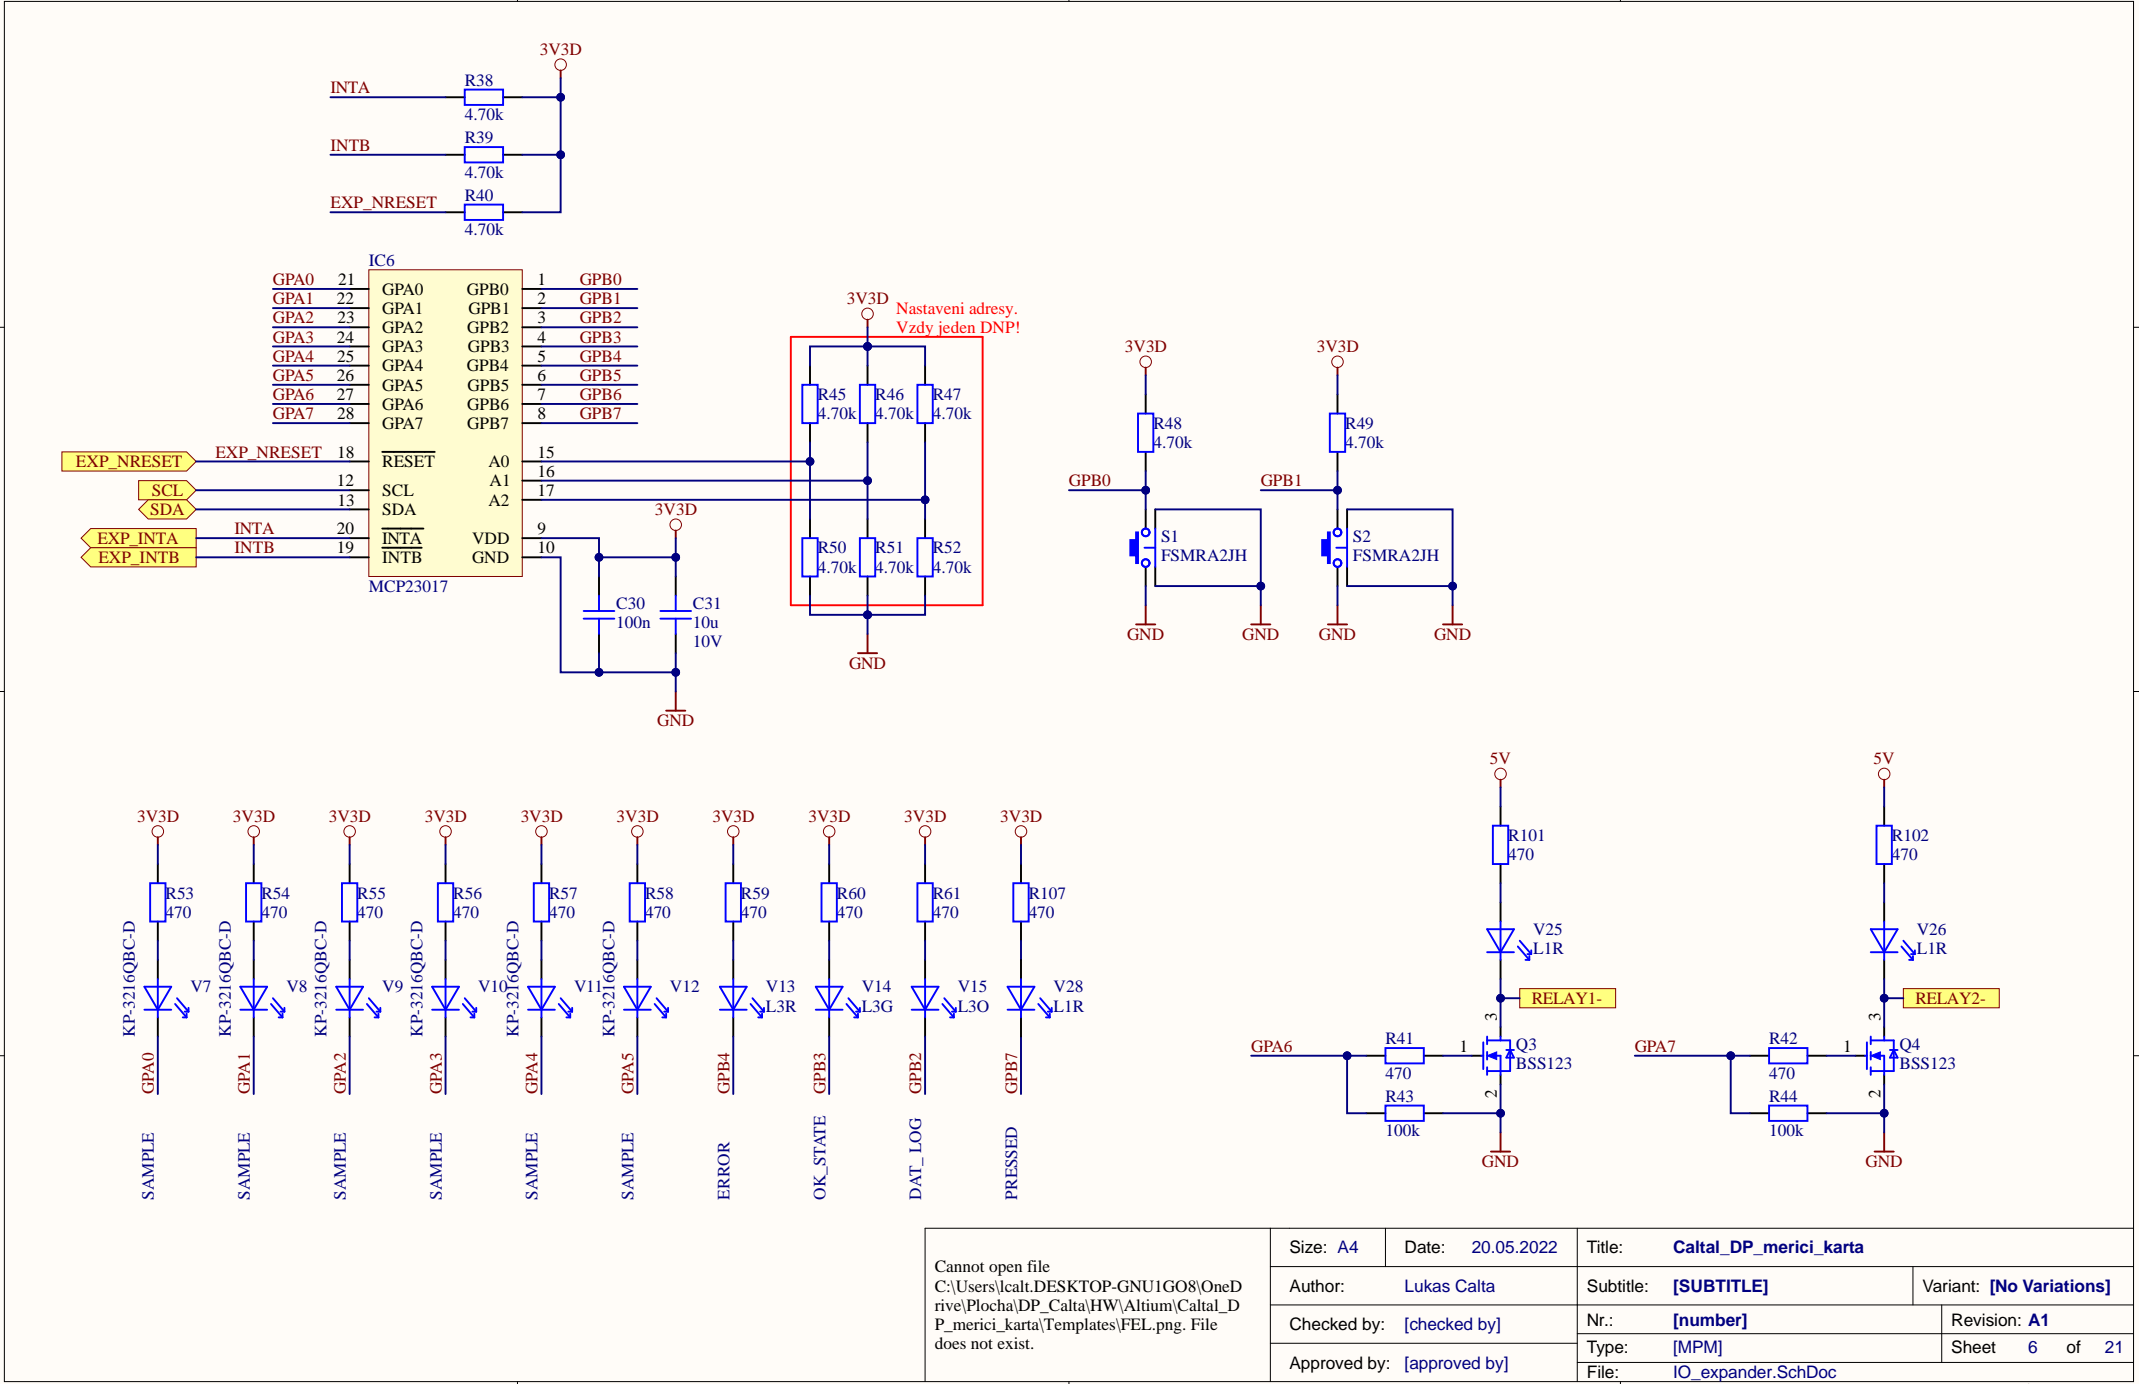 3V3D
INTA
R38
4.70k
INTB
R39
4.70k
EXP_NRESET
R40
4.70k
IC6
GPA0 21 GPA0 GPB0 1 GPB0
GPA1 22 GPA1 GPB1 2 GPB1
GPA2 23 GPA2 GPB2 3 GPB2
GPA3 24 GPA3 GPB3 4 GPB3
GPA4 25 GPA4 GPB4 5 GPB4
GPA5 26 GPA5 GPB5 6 GPB5
GPA6 27 GPA6 GPB6 7 GPB6
GPA7 28 GPA7 GPB7 8 GPB7
EXP_NRESET EXP_NRESET 18 RESET A0 15
A1 16
SCL 12 SCL
A2 17
SDA 13 SDA
EXP_INTA INTA 20 INTA VDD 9
EXP_INTB INTB 19 INTB GND 10
MCP23017
3V3D
C30
100n
C31
10u
10V
GND
3V3D
Nastaveni adresy.
Vzdy jeden DNP!
R45 R46 R47
4.70k 4.70k 4.70k
R50 R51 R52
4.70k 4.70k 4.70k
GND
3V3D
R48
4.70k
GPB0
S1
FSMRA2JH
GND GND
3V3D
R49
4.70k
GPB1
S2
FSMRA2JH
GND GND
3V3D
R53
470
KP-3216QBC-D
V7
GPA0
SAMPLE
3V3D
R54
470
KP-3216QBC-D
V8
GPA1
SAMPLE
3V3D
R55
470
KP-3216QBC-D
V9
GPA2
SAMPLE
3V3D
R56
470
KP-3216QBC-D
V10
GPA3
SAMPLE
3V3D
R57
470
KP-3216QBC-D
V11
GPA4
SAMPLE
3V3D
R58
470
KP-3216QBC-D
V12
GPA5
SAMPLE
3V3D
R59
470
V13
L3R
GPB4
ERROR
3V3D
R60
470
V14
L3G
GPB3
OK_STATE
3V3D
R61
470
V15
L3O
GPB2
DAT_ LOG
3V3D
R107
470
V28
L1R
GPB7
PRESSED
5V
R101
470
V25
L1R
RELAY1-
3
GPA6
R41
470
1
Q3
BSS123
2
R43
100k
GND
5V
R102
470
V26
L1R
RELAY2-
3
GPA7
R42
470
1
Q4
BSS123
2
R44
100k
GND
Cannot open file
C:\Users\lcalt.DESKTOP-GNU1GO8\OneD
rive\Plocha\DP_Calta\HW\Altium\Caltal_D
P_merici_karta\Templates\FEL.png. File
does not exist.
Size: A4 Date: 20.05.2022 Title: Caltal_DP_merici_karta
Author: Lukas Calta Subtitle: [SUBTITLE] Variant: [No Variations]
Checked by: [checked by] Nr.: [number] Revision: A1
Approved by: [approved by] Type: [MPM] Sheet 6 of 21
File: IO_expander.SchDoc